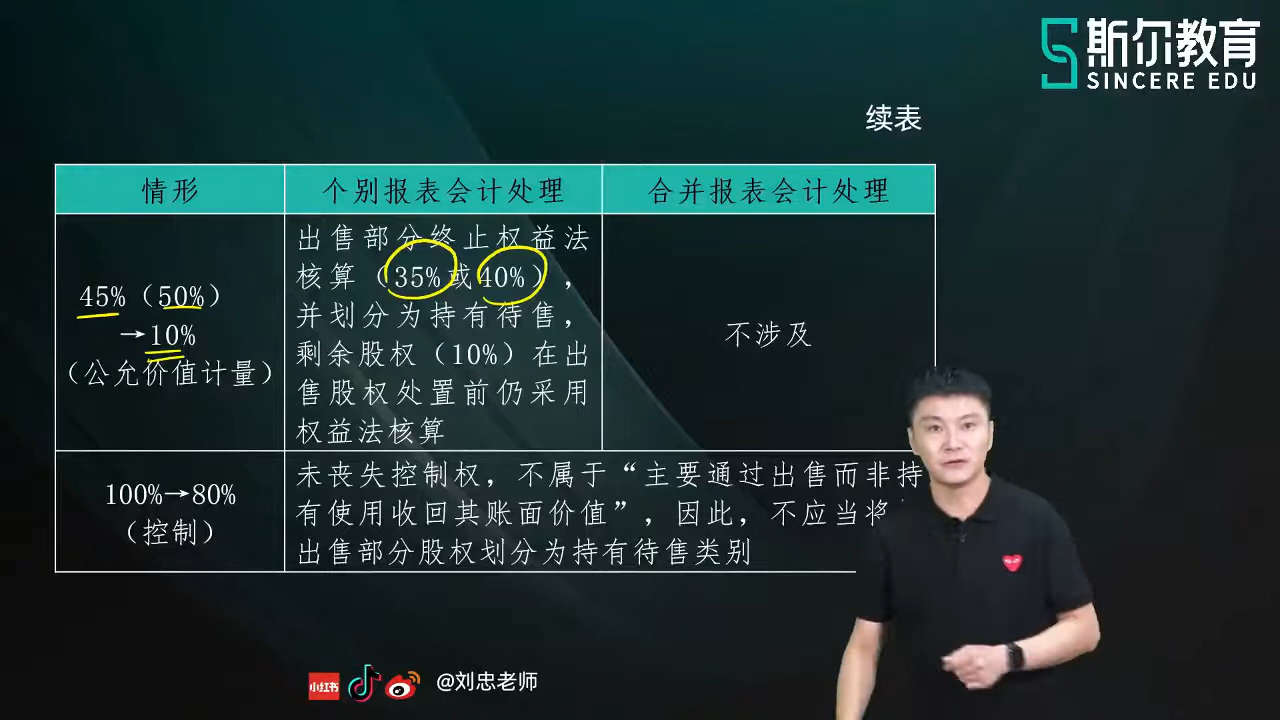 斯尔教育
SINCERE EDU
续表
情形
个别报表会计处理
合并报表会计处理
45%（50%）
→10%
（公允价值计量）
出售部分终止权益法
核算（35%或40%），
并划分为持有待售，
剩余股权（10%）在出
售股权处置前仍采用
权益法核算
不涉及
100%→80%
（控制）
未丧失控制权，不属于“主要通过出售而非持
有使用收回其账面价值”，因此，不应当将
出售部分股权划分为持有待售类别
小红书
@刘忠老师